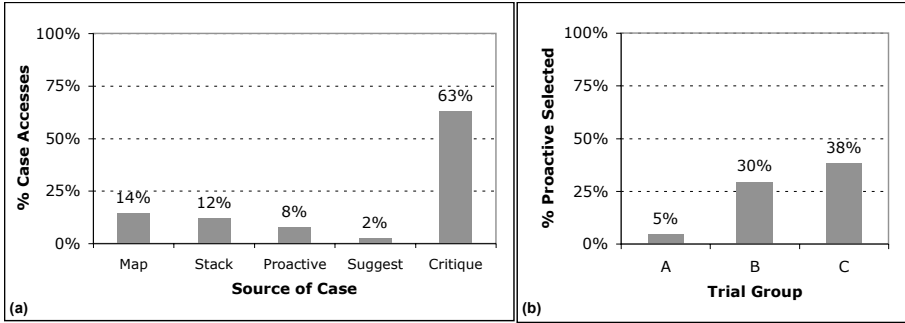 100%
75%
50%
25%
0%
% Case Accesses
14%
12%
8%
2%
63%
Map Stack Proactive Suggest Critique
Source of Case
(a)
100%
75%
50%
25%
0%
% Proactive Selected
5%
30%
38%
A B C
Trial Group
(b)